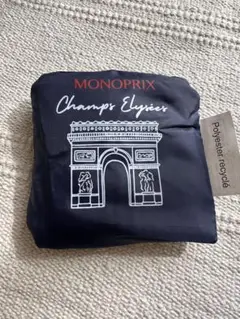 MONOPRIX
Champs Elysées
Polyester recyclé